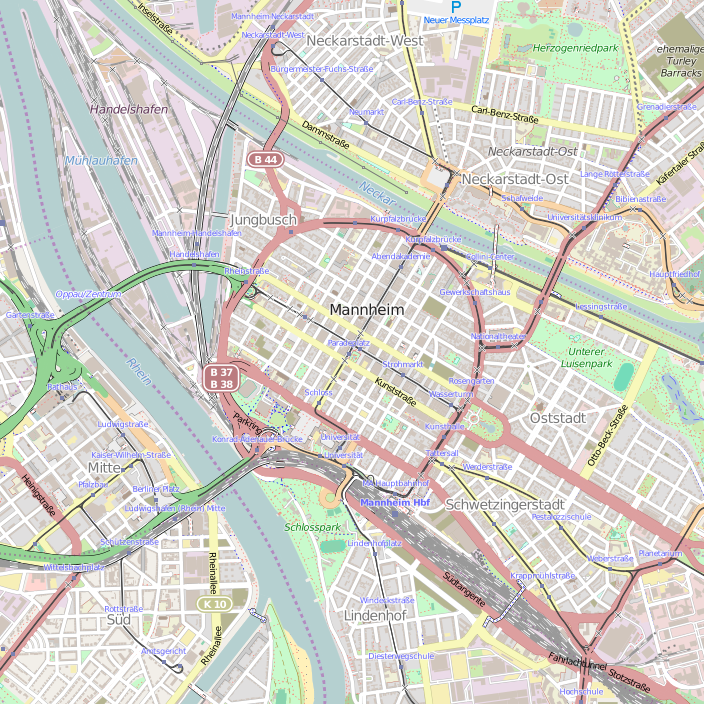 P
Neuer Messplatz
Inselstraße
Mannheim-Neckarstadt
Neckarstadt-West
Neckarstadt-West
Herzogenriedpark
ehemalige
Turley
Barracks
Bürgermeister-Fuchs-Straße
Handelshafen
Neumarkt
Carl-Benz-Straße
Carl-Benz-Straße
Grenadierstraße
Dammstraße
Mühlauhafen
B 44
Neckarstadt-Ost
Neckarstadt-Ost
Lange Rötterstraße
Käfertaler Straße
Neckar
Schafweide
Bibienastraße
Jungbusch
Kurpfalzbrücke
Universitätsklinikum
Mannheim-Handelshafen
Kurpfalzbrücke
Handelshafen
Abendakademie
Collini-Center
Rheinstraße
Hauptfriedhof
Oppau/Zentrum
Gewerkschaftshaus
Lessingstraße
Gartenstraße
Mannheim
Nationaltheater
Paradeplatz
Unterer
Luisenpark
Rhein
Strohmarkt
B 37
B 38
Rathaus
Kunststraße
Rosengarten
Schloss
Wasserturm
Parkring
Oststadt
Otto-Beck-Straße
Ludwigstraße
Kunsthalle
Konrad-Adenauer-Brücke
Universität
Universität
Kaiser-Wilhelm-Straße
Tattersall
Mitte
Werderstraße
Heinigstraße
Pfalzbau
Berliner Platz
MA Hauptbahnhof
Mannheim Hbf
Schwetzingerstadt
Ludwigshafen (Rhein) Mitte
Pestalozzischule
Schlosspark
Schützenstraße
Lindenhofplatz
Weberstraße
Planetarium
Wittelsbachplatz
Rheinallee
Krappmühlstraße
Südtangente
K 10
Windeckstraße
Rottstraße
Süd
Lindenhof
Rheinallee
Amtsgericht
Diesterwegschule
Fahrlachtunnel
Stotzstraße
Hochschule